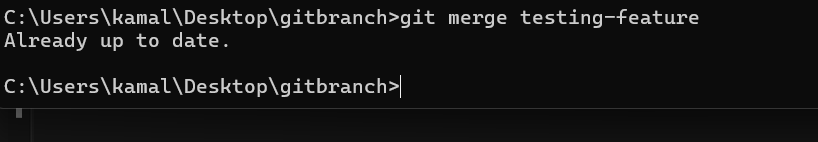 C:\Users\kamal\Desktop\gitbranch>git merge testing-feature
Already up to date.
C:\Users\kamal\Desktop\gitbranch>